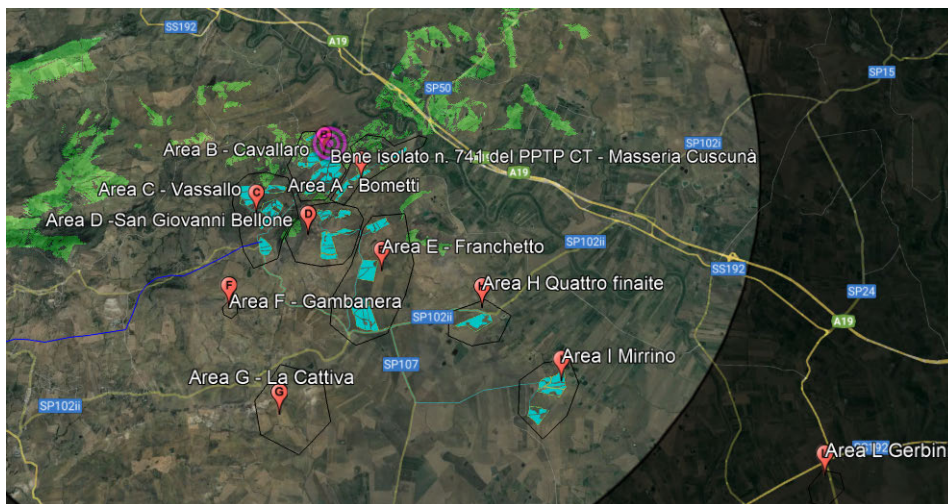 SS192
A19
SP15
SP50
SP102i
Area B - Cavallaro
Bene isolato n. 741 del PPTP CT - Masseria Cuscunà
A19
Area C - Vassallo
Area A - Bometti
C
Area D -San Giovanni Bellone
D
Area E - Franchetto
SP102ii
SS192
F
Area H Quattro finaite
SP24
Area F - Gambanera
SP102ii
A19
Area I Mirrino
SP107
Area G - La Cattiva
G
SP102ii
Area L Gerbin